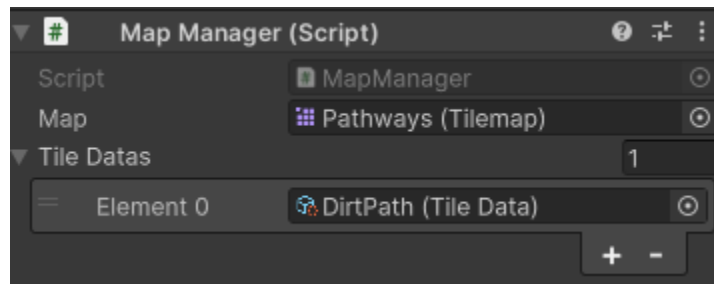 # Map Manager (Script)
Script MapManager
Map Pathways (Tilemap)
Tile Datas 1
Element 0 DirtPath (Tile Data)
+ -